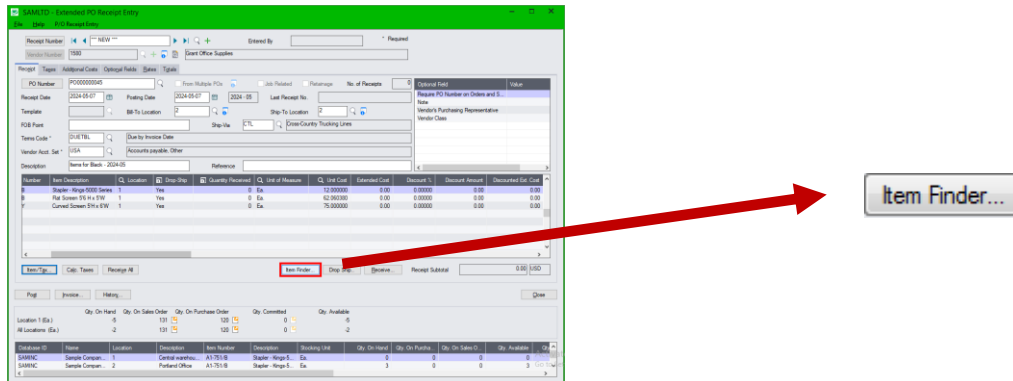 SAMLTD - Extended PO Receipt Entry
File Help P/O Receipt Entry
Receipt Number *** NEW *** Entered By * Required
Vendor Number 1580 Grant Office Supplies
Receipt Taxes Additional Costs Optional Fields Rates Totals
PO Number PO000000045 From Multiple POs Job Related Retainage No. of Receipts 0 Optional Field Value
Receipt Date 2024-05-07 Posting Date 2024-05-07 2024 - 05 Last Receipt No. Require PO Number on Orders and S...
Note
Template Bill-To Location 2 Ship-To Location 2 Vendor's Purchasing Representative
Vendor Class
FOB Point Ship-Via CTL Cross-Country Trucking Lines
Terms Code * DUETBL Due by Invoice Date
Vendor Acct. Set * USA Accounts payable, Other
Description Items for Black - 2024-05 Reference
Number Item Description Location Drop-Ship Quantity Received Unit of Measure Unit Cost Extended Cost Discount % Discount Amount Discounted Ext. Cost
B Stapler - Kings-5000 Series 1 Yes 0 Ea. 12.000000 0.00 0.00000 0.00 0.00
B Flat Screen 5'6 H x 5'W 1 Yes 0 Ea. 62.060300 0.00 0.00000 0.00 0.00
Y Curved Screen 5'H x 6'W 1 Yes 0 Ea. 75.000000 0.00 0.00000 0.00 0.00
Item/Tax... Calc. Taxes Receive All Item Finder... Drop Ship... Receive... Receipt Subtotal 0.00 USD
Item Finder...
Post Invoice... History... Close
Qty. On Hand Qty. On Sales Order Qty. On Purchase Order Qty. Committed Qty. Available
Location 1 (Ea.) -5 131 128 0 -5
All Locations (Ea.) -2 131 128 0 -2
Database ID Name Location Description Item Number Description Stocking Unit Qty. On Hand Qty. On Purcha... Qty. On Sales O... Qty. Available
SAMINC Sample Compan... 1 Central warehou... A1-751/B Stapler - Kings-5... Ea. 0 0 0
SAMINC Sample Compan... 2 Portland Office A1-751/B Stapler - Kings-5... Ea. 3 0 0 3